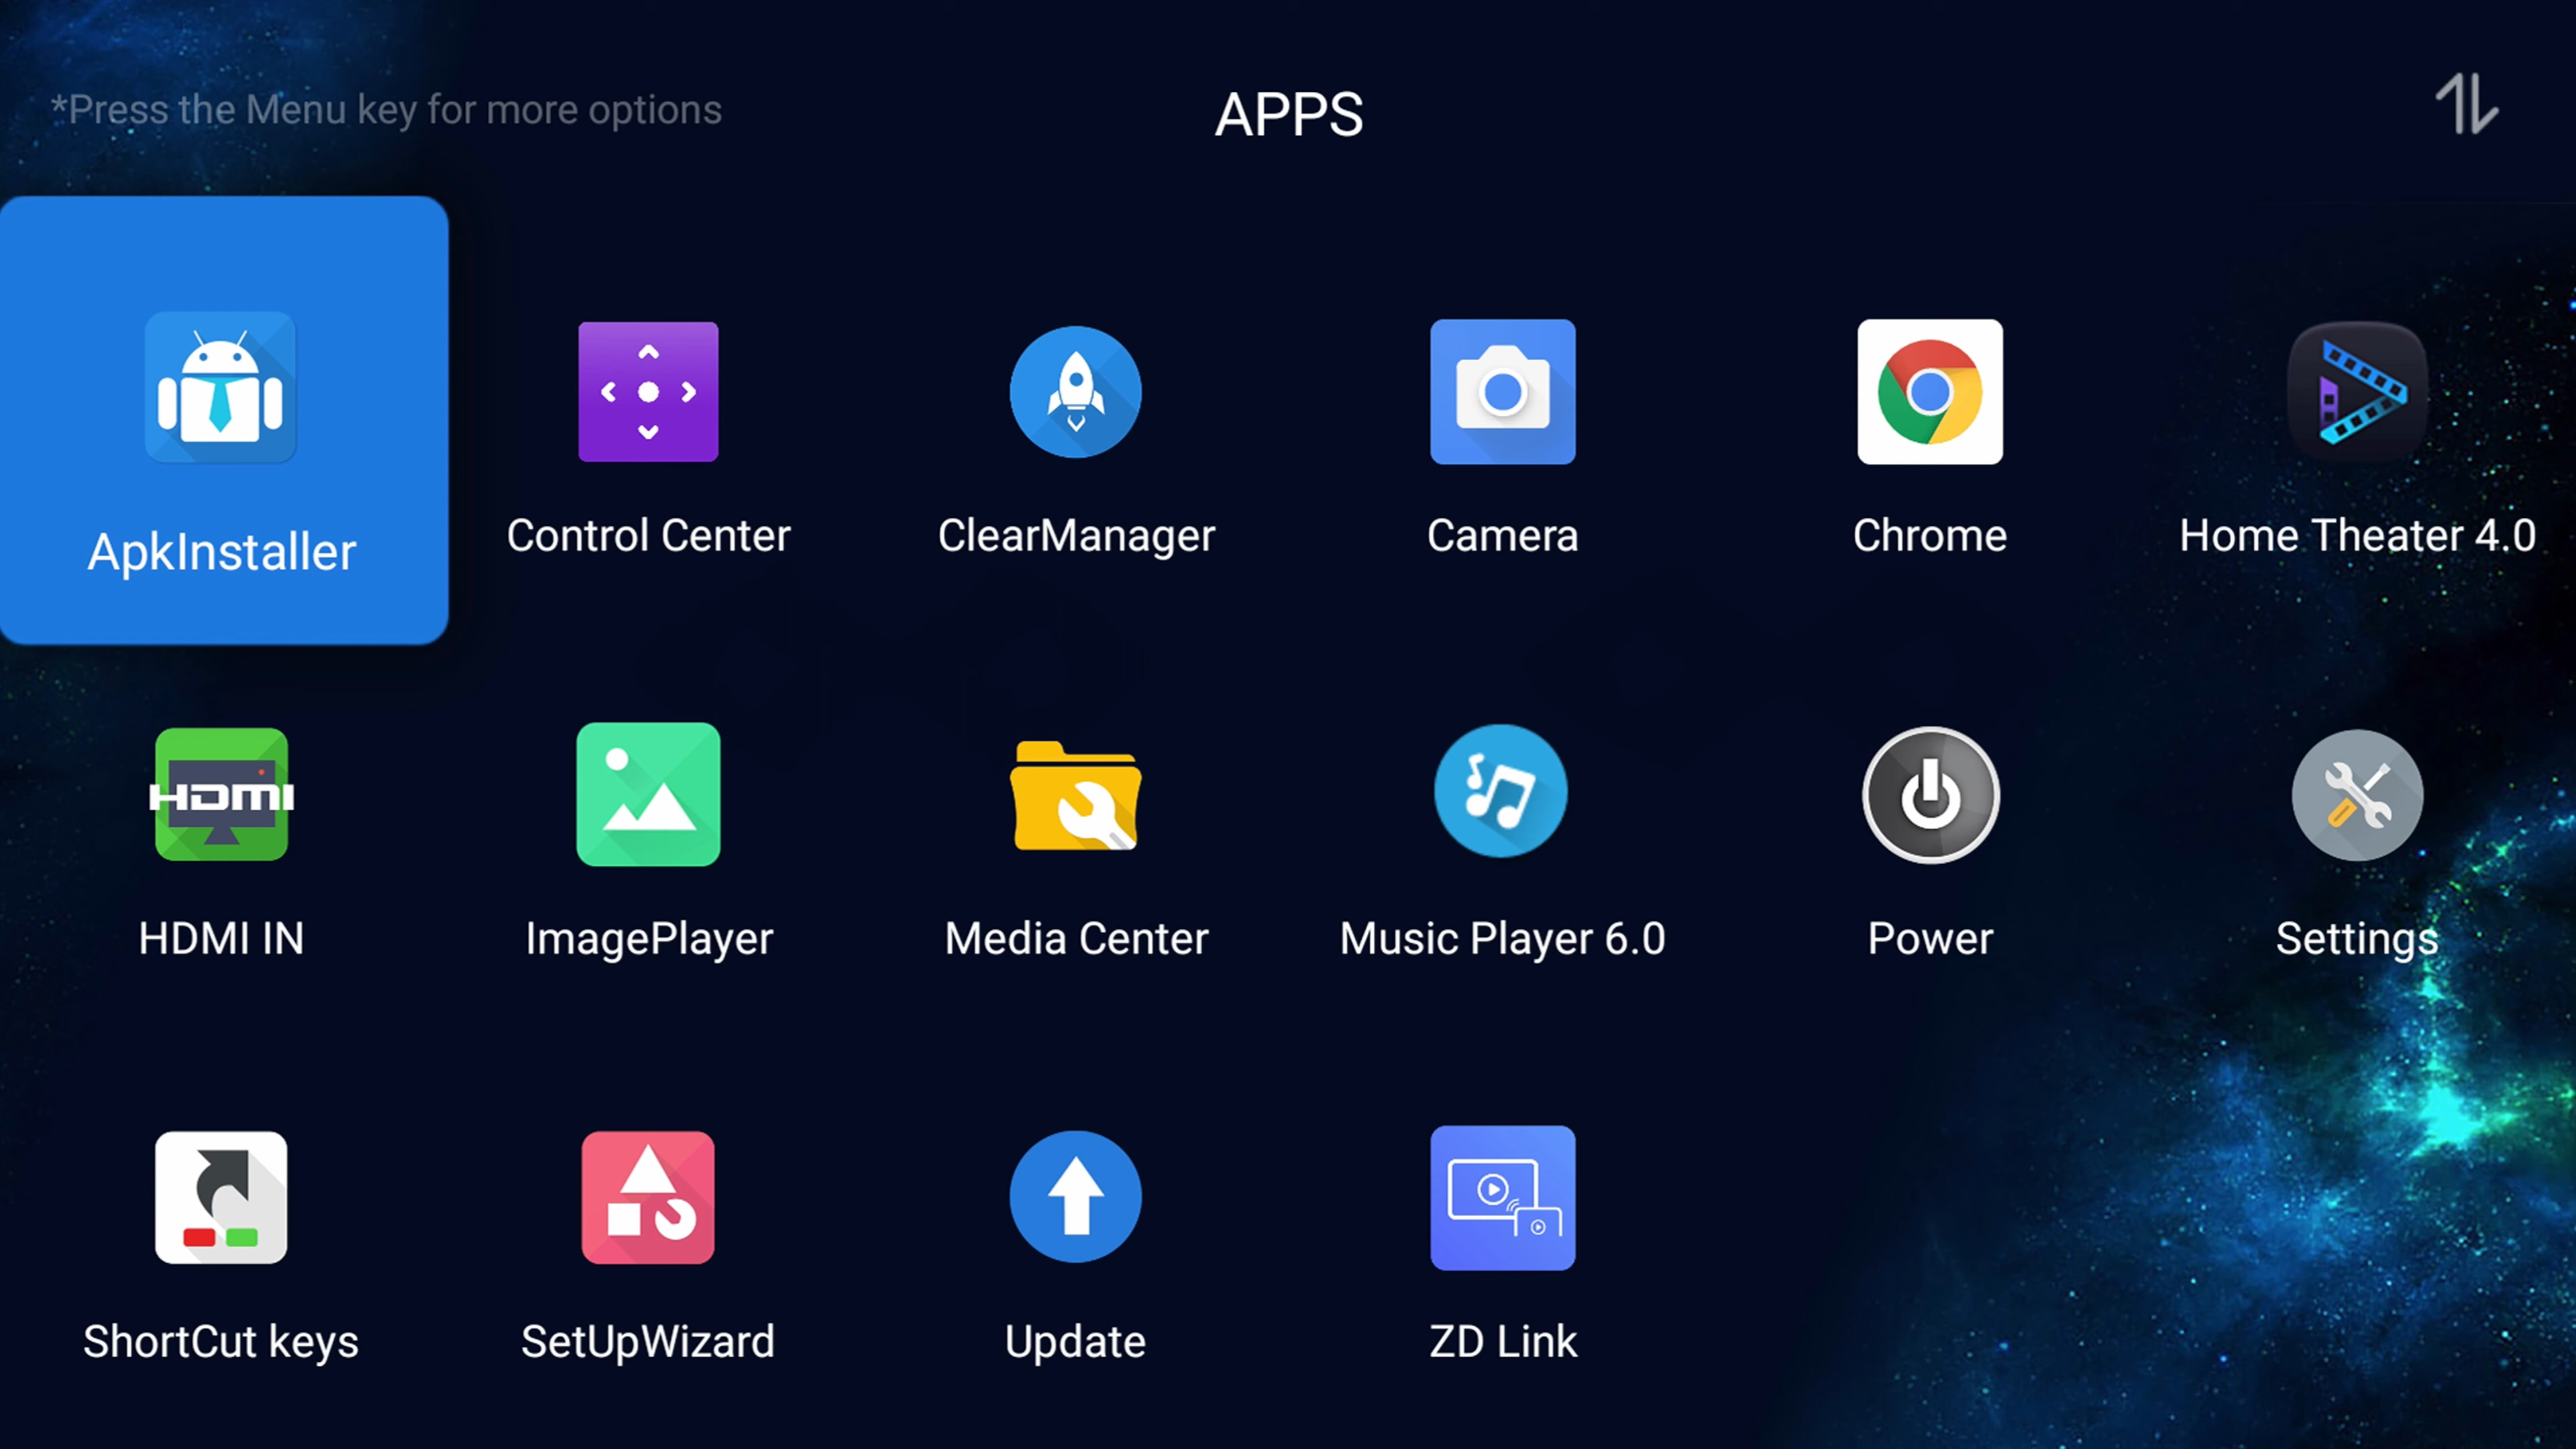 *Press the Menu key for more options
APPS
ApkInstaller
Control Center
ClearManager
Camera
Chrome
Home Theater 4.0
HDMI
HDMI IN
ImagePlayer
Media Center
Music Player 6.0
Power
Settings
ShortCut keys
SetUpWizard
Update
ZD Link